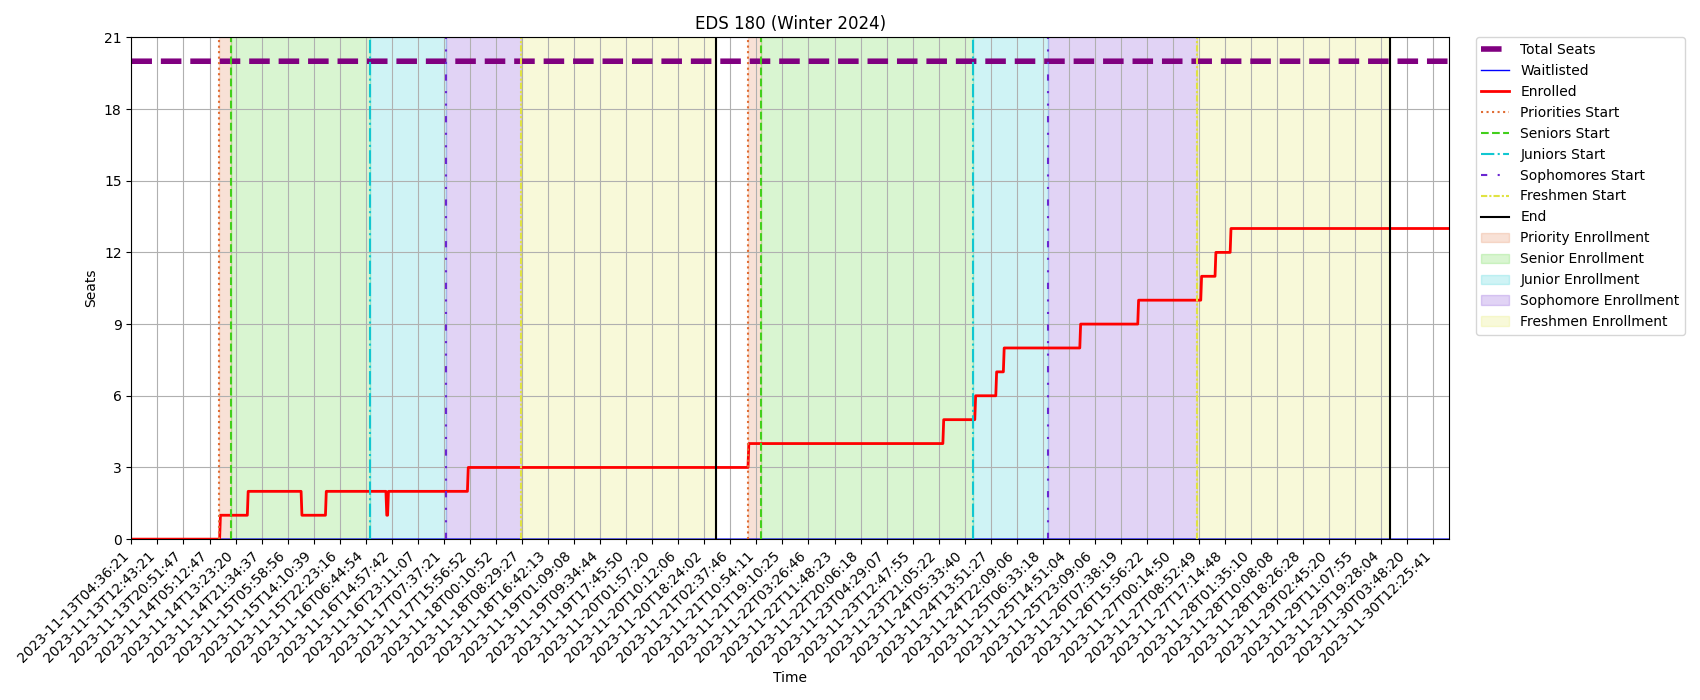 EDS 180 (Winter 2024)
Seats
21
18
15
12
9
6
3
0
2023-11-13T04:36:21
2023-11-13T12:43:21
2023-11-13T20:51:47
2023-11-14T05:12:47
2023-11-14T13:23:20
2023-11-14T21:34:37
2023-11-15T05:58:56
2023-11-15T14:10:39
2023-11-15T22:23:16
2023-11-16T06:44:54
2023-11-16T14:57:42
2023-11-16T23:11:07
2023-11-17T07:37:21
2023-11-17T15:56:52
2023-11-18T00:10:52
2023-11-18T08:29:27
2023-11-18T16:42:13
2023-11-19T01:09:08
2023-11-19T09:34:44
2023-11-19T17:45:50
2023-11-20T01:57:20
2023-11-20T10:12:06
2023-11-20T18:24:02
2023-11-21T02:37:46
2023-11-21T10:54:11
2023-11-21T19:10:25
2023-11-22T03:26:46
2023-11-22T11:48:23
2023-11-22T20:06:18
2023-11-23T04:29:07
2023-11-23T12:47:55
2023-11-23T21:05:22
2023-11-24T05:33:40
2023-11-24T13:51:27
2023-11-24T22:09:06
2023-11-25T06:33:18
2023-11-25T14:51:04
2023-11-25T23:09:06
2023-11-26T07:38:19
2023-11-26T15:56:22
2023-11-27T00:14:50
2023-11-27T08:52:49
2023-11-27T17:14:48
2023-11-28T01:35:10
2023-11-28T10:08:08
2023-11-28T18:26:28
2023-11-29T02:45:20
2023-11-29T11:07:55
2023-11-29T19:28:04
2023-11-30T03:48:20
2023-11-30T12:25:41
Time
Total Seats
Waitlisted
Enrolled
Priorities Start
Seniors Start
Juniors Start
Sophomores Start
Freshmen Start
End
Priority Enrollment
Senior Enrollment
Junior Enrollment
Sophomore Enrollment
Freshmen Enrollment